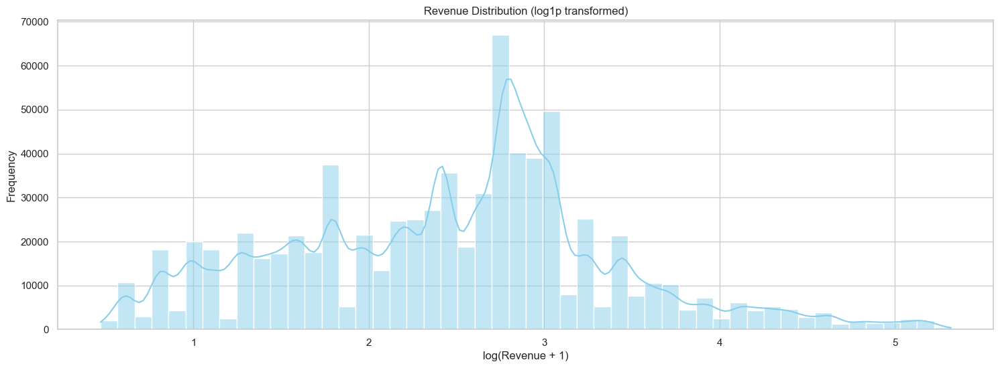 Revenue Distribution (log1p transformed)
70000
60000
50000
40000
30000
20000
10000
0
Frequency
1 2 3 4 5
log(Revenue + 1)